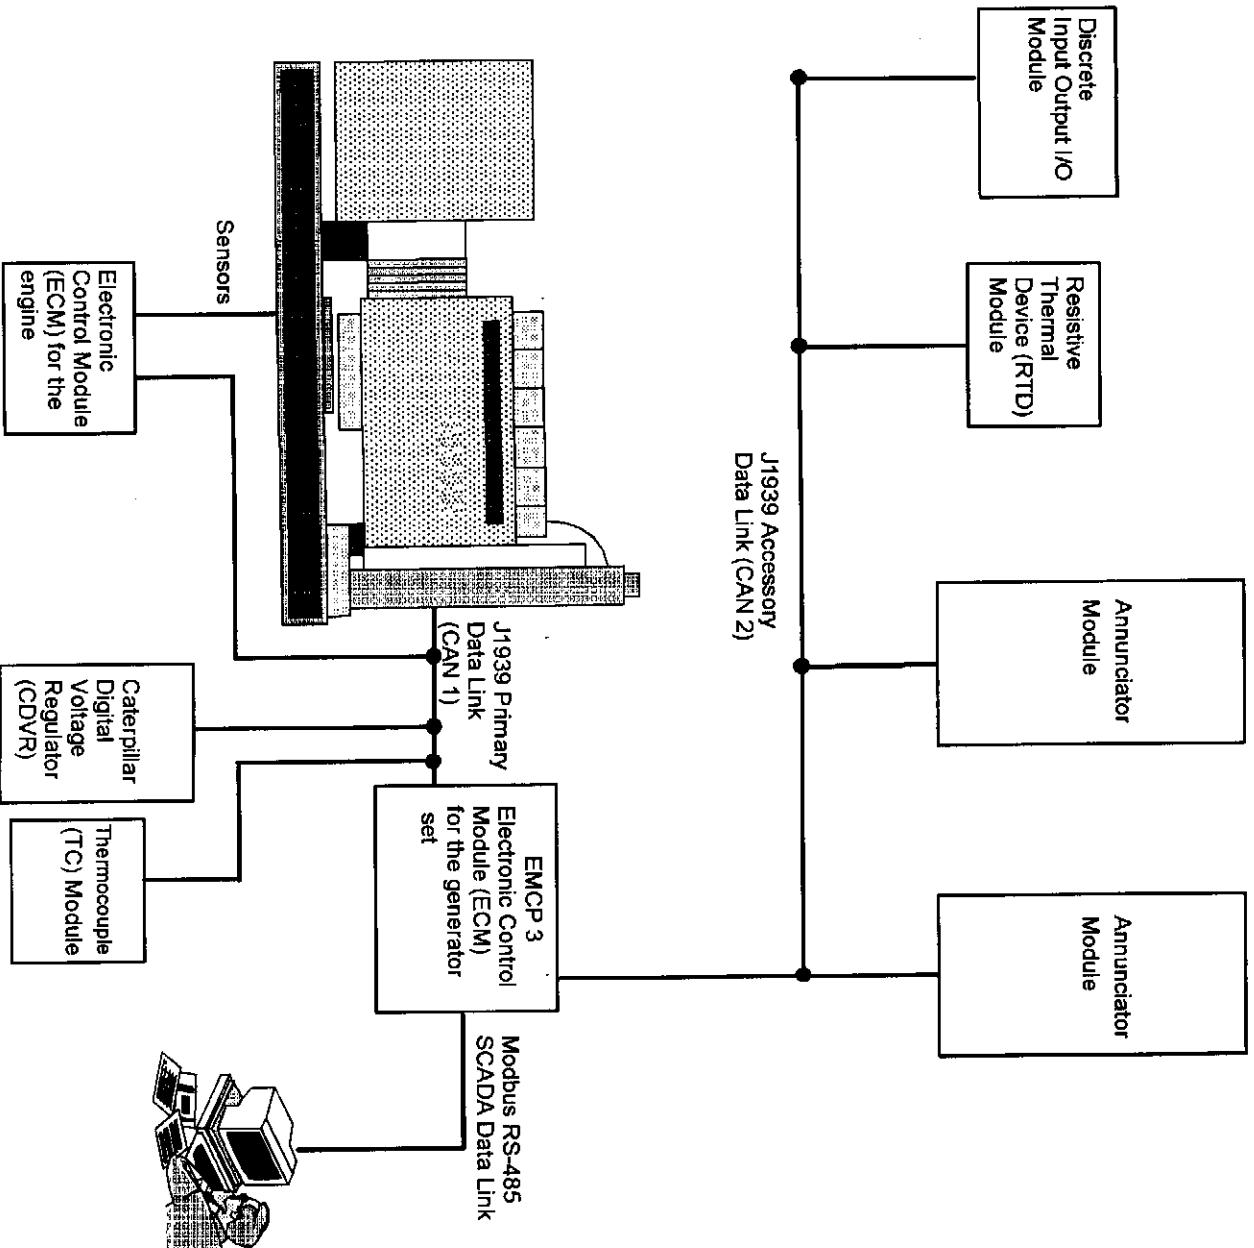 Discrete
Input Output I/O
Module
Resistive
Thermal
Device (RTD)
Module
Annunciator
Module
Annunciator
Module
J1939 Accessory
Data Link (CAN 2)
Sensors
J1939 Primary
Data Link
(CAN 1)
EMCP 3
Electronic Control
Module (ECM)
for the generator
set
Modbus RS-485
SCADA Data Link
Electronic
Control Module
(ECM) for the
engine
Caterpillar
Digital
Voltage
Regulator
(CDVR)
Thermocouple
(TC) Module